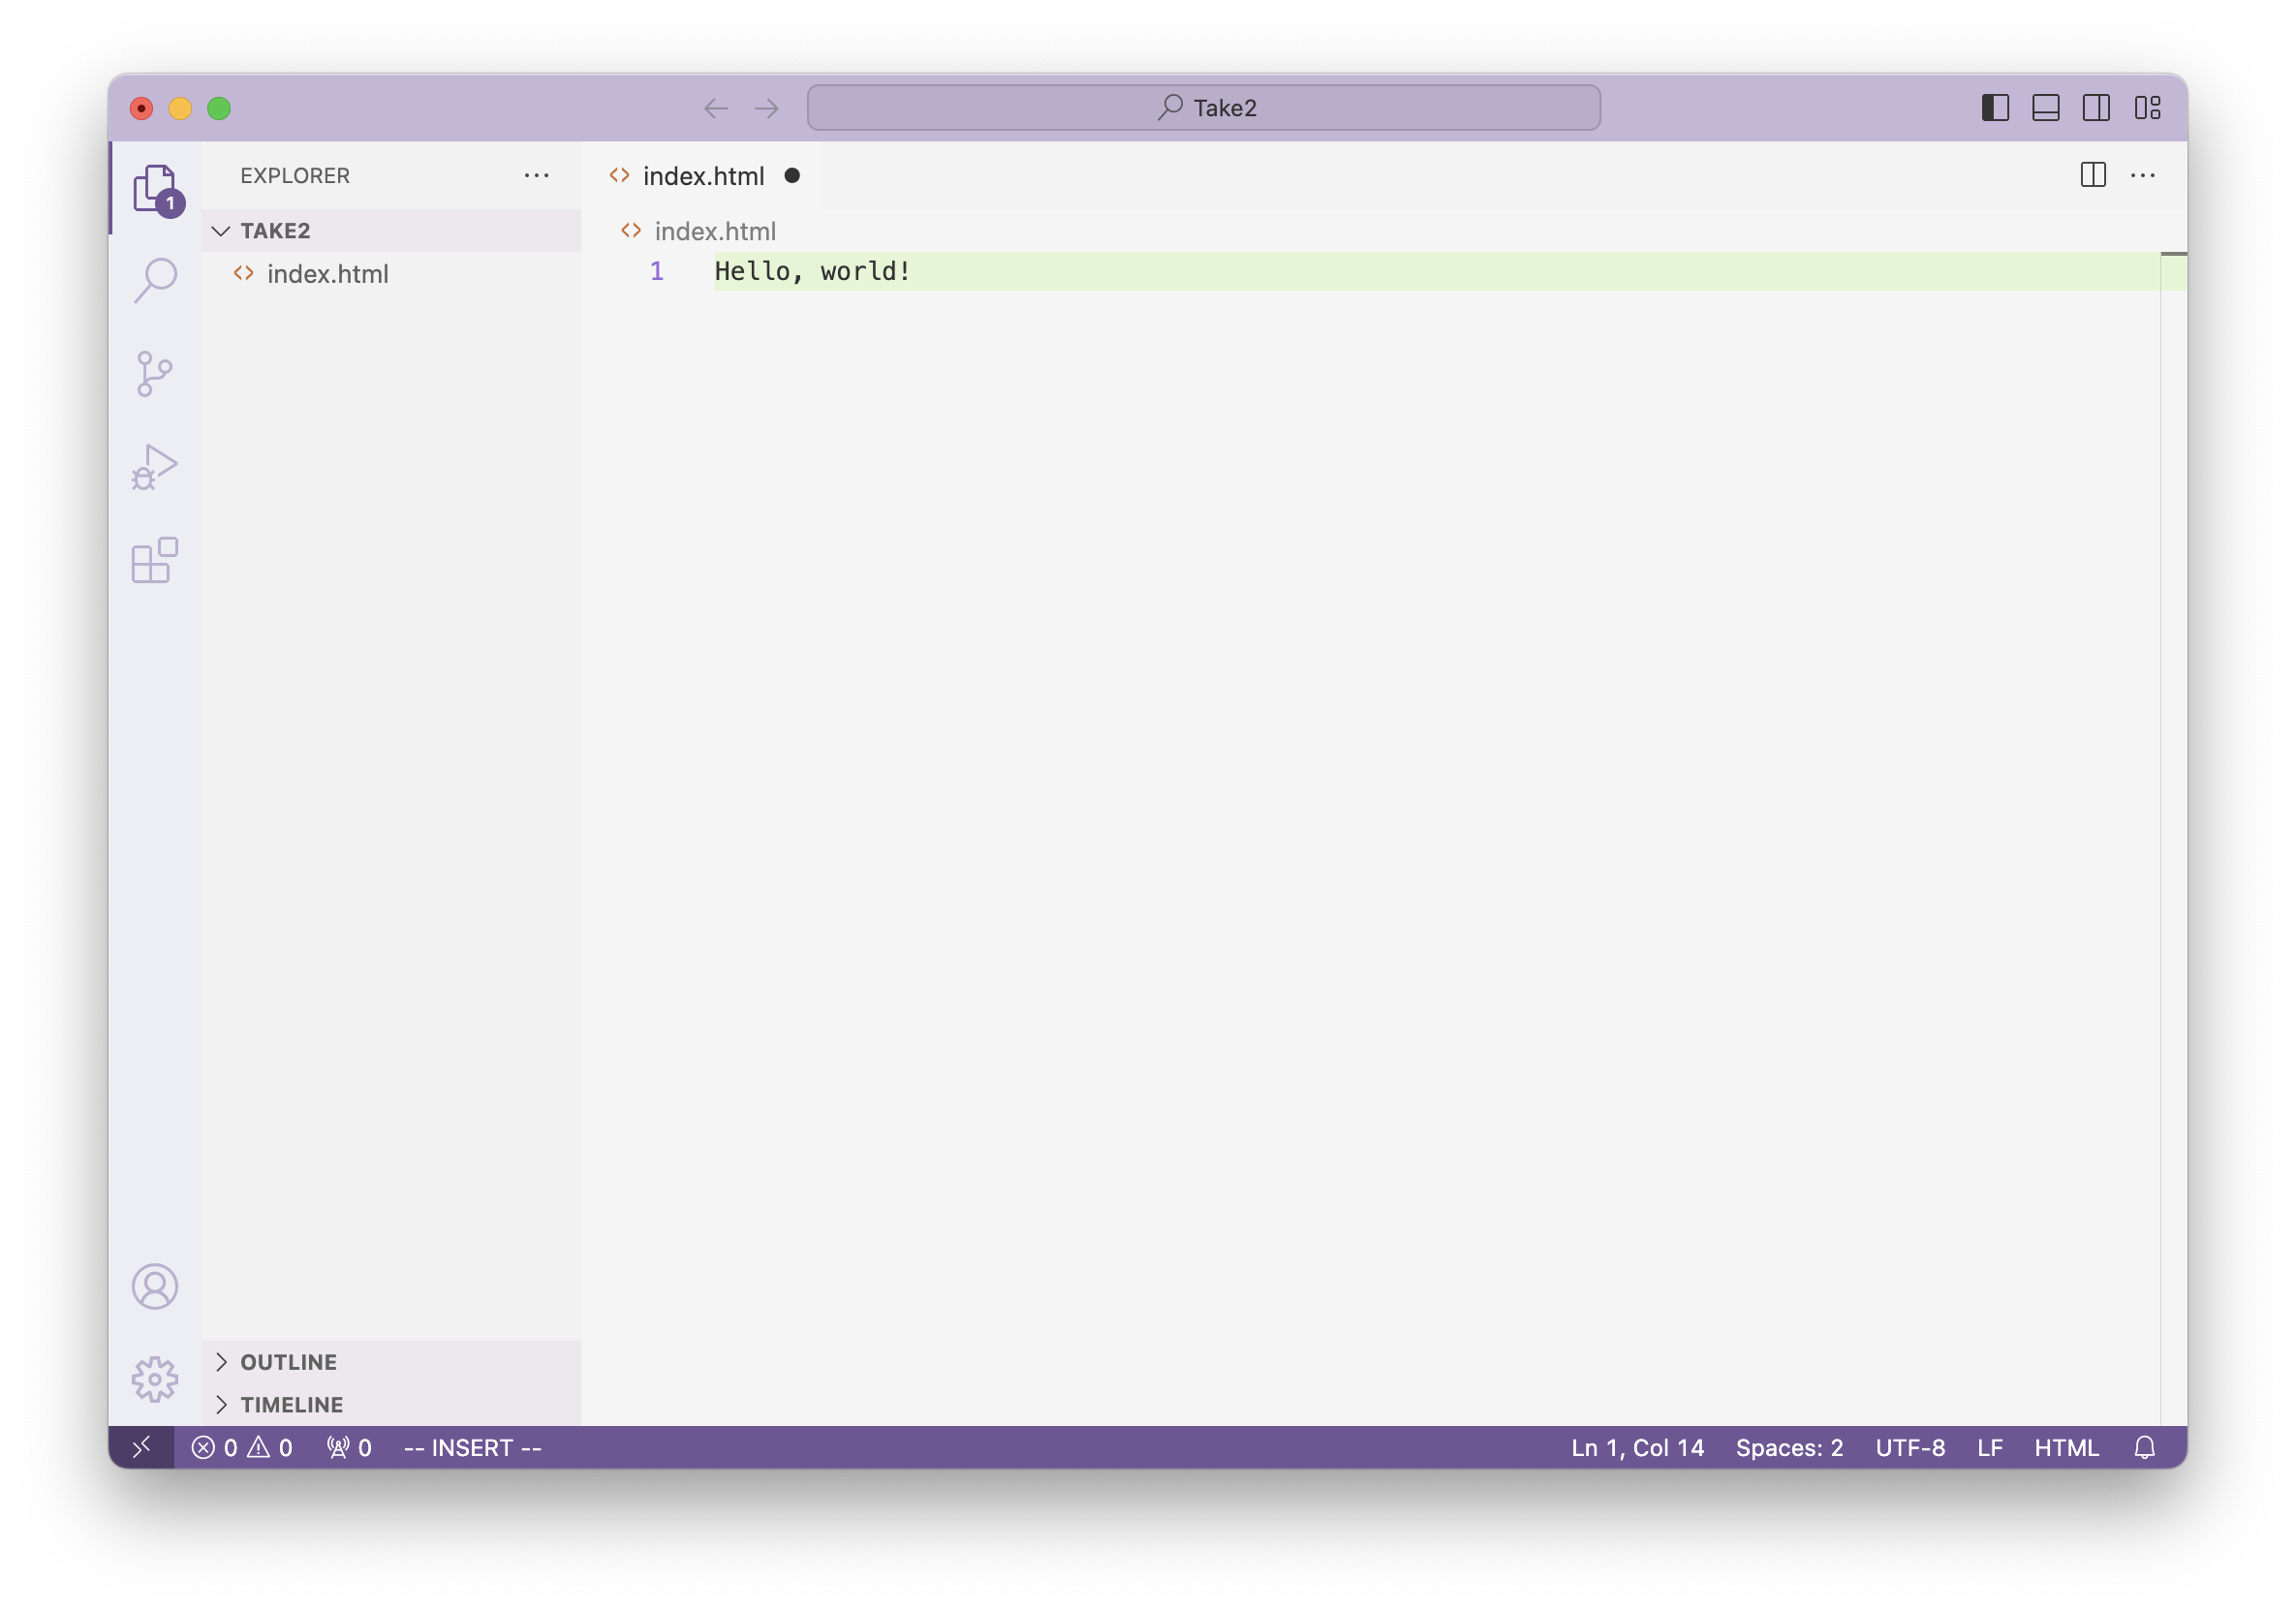 Take2
EXPLORER
index.html
1
TAKE2
index.html
index.html
1 Hello, world!
OUTLINE
TIMELINE
0 0 0 -- INSERT -- Ln 1, Col 14 Spaces: 2 UTF-8 LF HTML